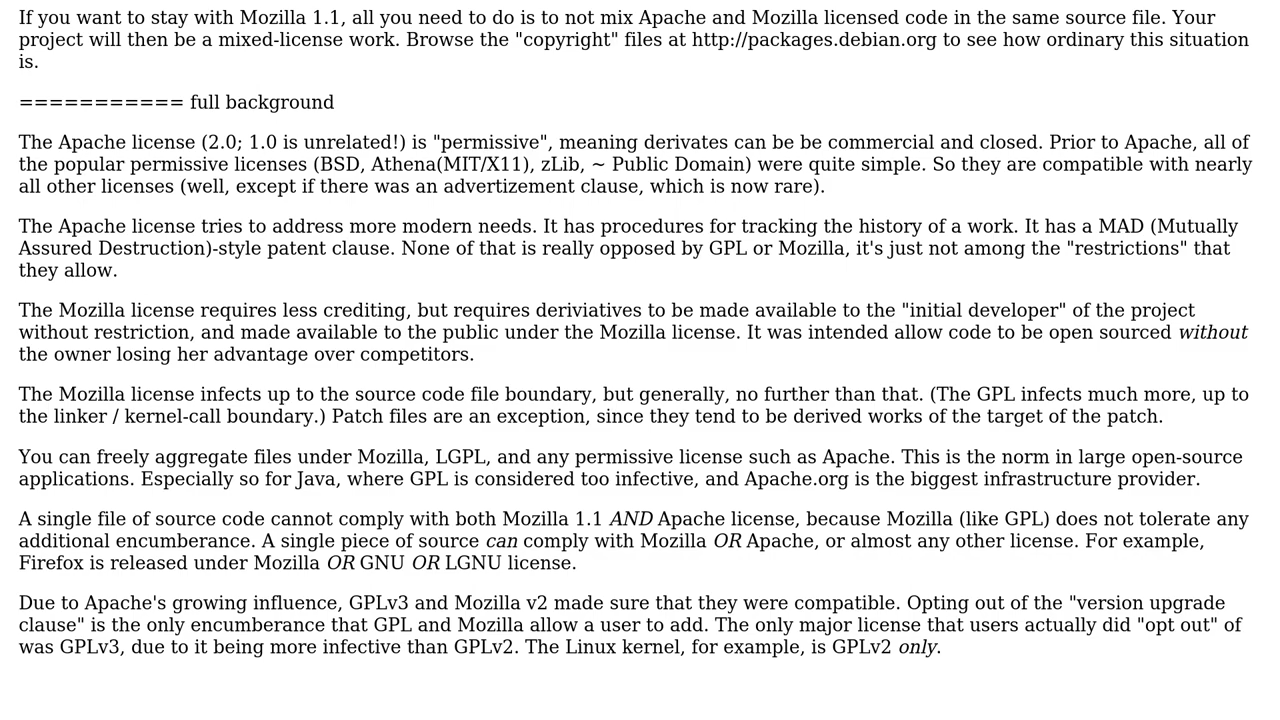 If you want to stay with Mozilla 1.1, all you need to do is to not mix Apache and Mozilla licensed code in the same source file. Your
project will then be a mixed-license work. Browse the "copyright" files at http://packages.debian.org to see how ordinary this situation
is.
=========== full background
The Apache license (2.0; 1.0 is unrelated!) is "permissive", meaning derivates can be be commercial and closed. Prior to Apache, all of
the popular permissive licenses (BSD, Athena(MIT/X11), zLib, ~ Public Domain) were quite simple. So they are compatible with nearly
all other licenses (well, except if there was an advertizement clause, which is now rare).
The Apache license tries to address more modern needs. It has procedures for tracking the history of a work. It has a MAD (Mutually
Assured Destruction)-style patent clause. None of that is really opposed by GPL or Mozilla, it's just not among the "restrictions" that
they allow.
The Mozilla license requires less crediting, but requires deriviatives to be made available to the "initial developer" of the project
without restriction, and made available to the public under the Mozilla license. It was intended allow code to be open sourced without
the owner losing her advantage over competitors.
The Mozilla license infects up to the source code file boundary, but generally, no further than that. (The GPL infects much more, up to
the linker / kernel-call boundary.) Patch files are an exception, since they tend to be derived works of the target of the patch.
You can freely aggregate files under Mozilla, LGPL, and any permissive license such as Apache. This is the norm in large open-source
applications. Especially so for Java, where GPL is considered too infective, and Apache.org is the biggest infrastructure provider.
A single file of source code cannot comply with both Mozilla 1.1 AND Apache license, because Mozilla (like GPL) does not tolerate any
additional encumberance. A single piece of source can comply with Mozilla OR Apache, or almost any other license. For example,
Firefox is released under Mozilla OR GNU OR LGNU license.
Due to Apache's growing influence, GPLv3 and Mozilla v2 made sure that they were compatible. Opting out of the "version upgrade
clause" is the only encumberance that GPL and Mozilla allow a user to add. The only major license that users actually did "opt out" of
was GPLv3, due to it being more infective than GPLv2. The Linux kernel, for example, is GPLv2 only.